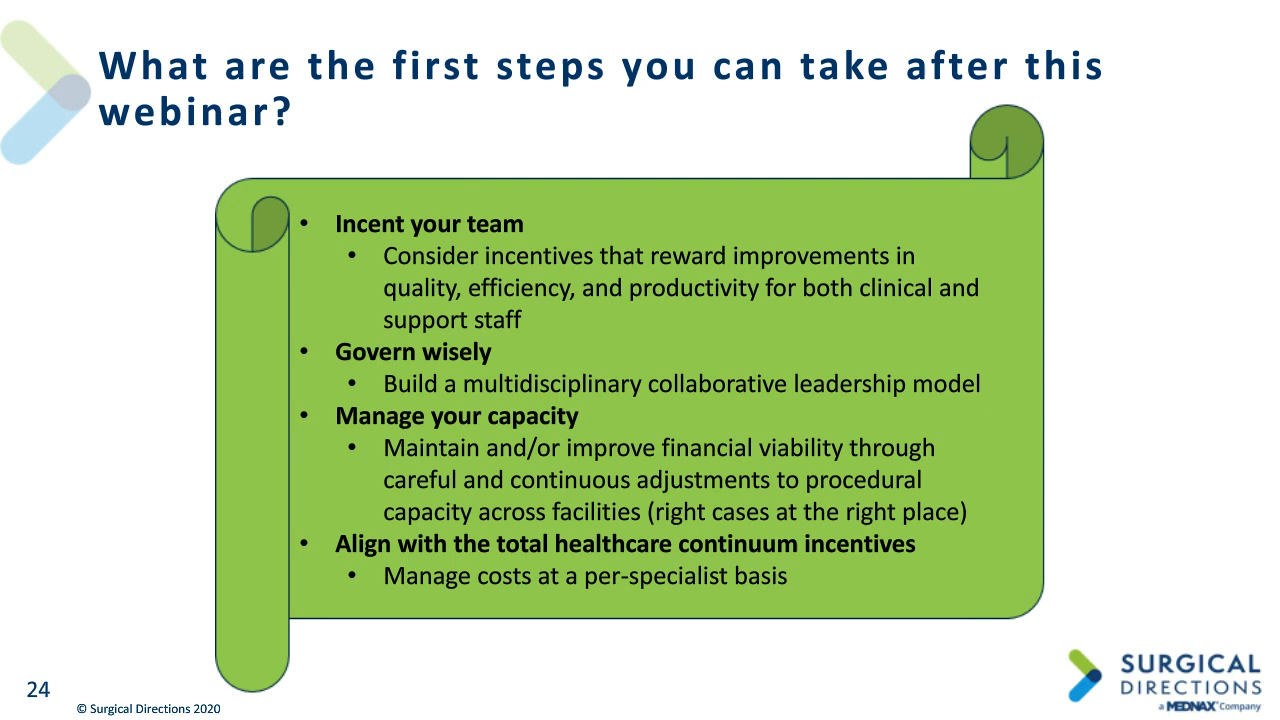 What are the first steps you can take after this
webinar?
• Incent your team
• Consider incentives that reward improvements in
quality, efficiency, and productivity for both clinical and
support staff
• Govern wisely
• Build a multidisciplinary collaborative leadership model
• Manage your capacity
• Maintain and/or improve financial viability through
careful and continuous adjustments to procedural
capacity across facilities (right cases at the right place)
• Align with the total healthcare continuum incentives
• Manage costs at a per-specialist basis
24
© Surgical Directions 2020
SURGICAL
DIRECTIONS
a MEDNAX Company